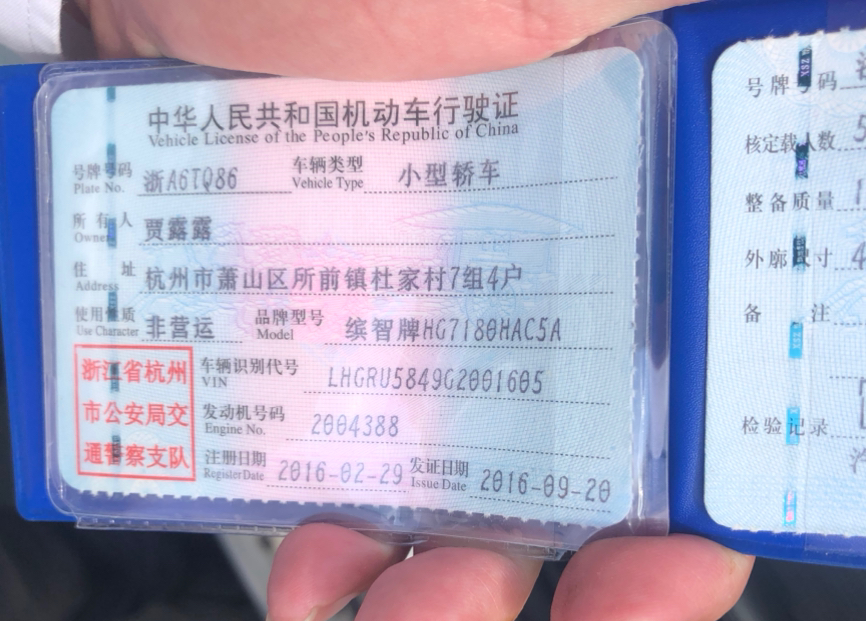 中华人民共和国机动车行驶证
Vehicle License of the People's Republic of China
号牌号码 浙A6TQ86 车辆类型 小型轿车
Plate No. Vehicle Type
所有人 贾露露
Owner
住址 杭州市萧山区所前镇杜家村7组4户
Address
使用性质 非营运 品牌型号 缤智牌HG7180HAC5A
Use Character Model
浙江省杭州
市公安局交
通警察支队
车辆识别代号 LHGRU5849G2001605
VIN
发动机号码 2004388
Engine No.
注册日期 2016-02-29 发证日期 2016-09-20
Register Date Issue Date
号牌号码
核定载人数 5
整备质量
外廓尺寸 4
备注
检验记录